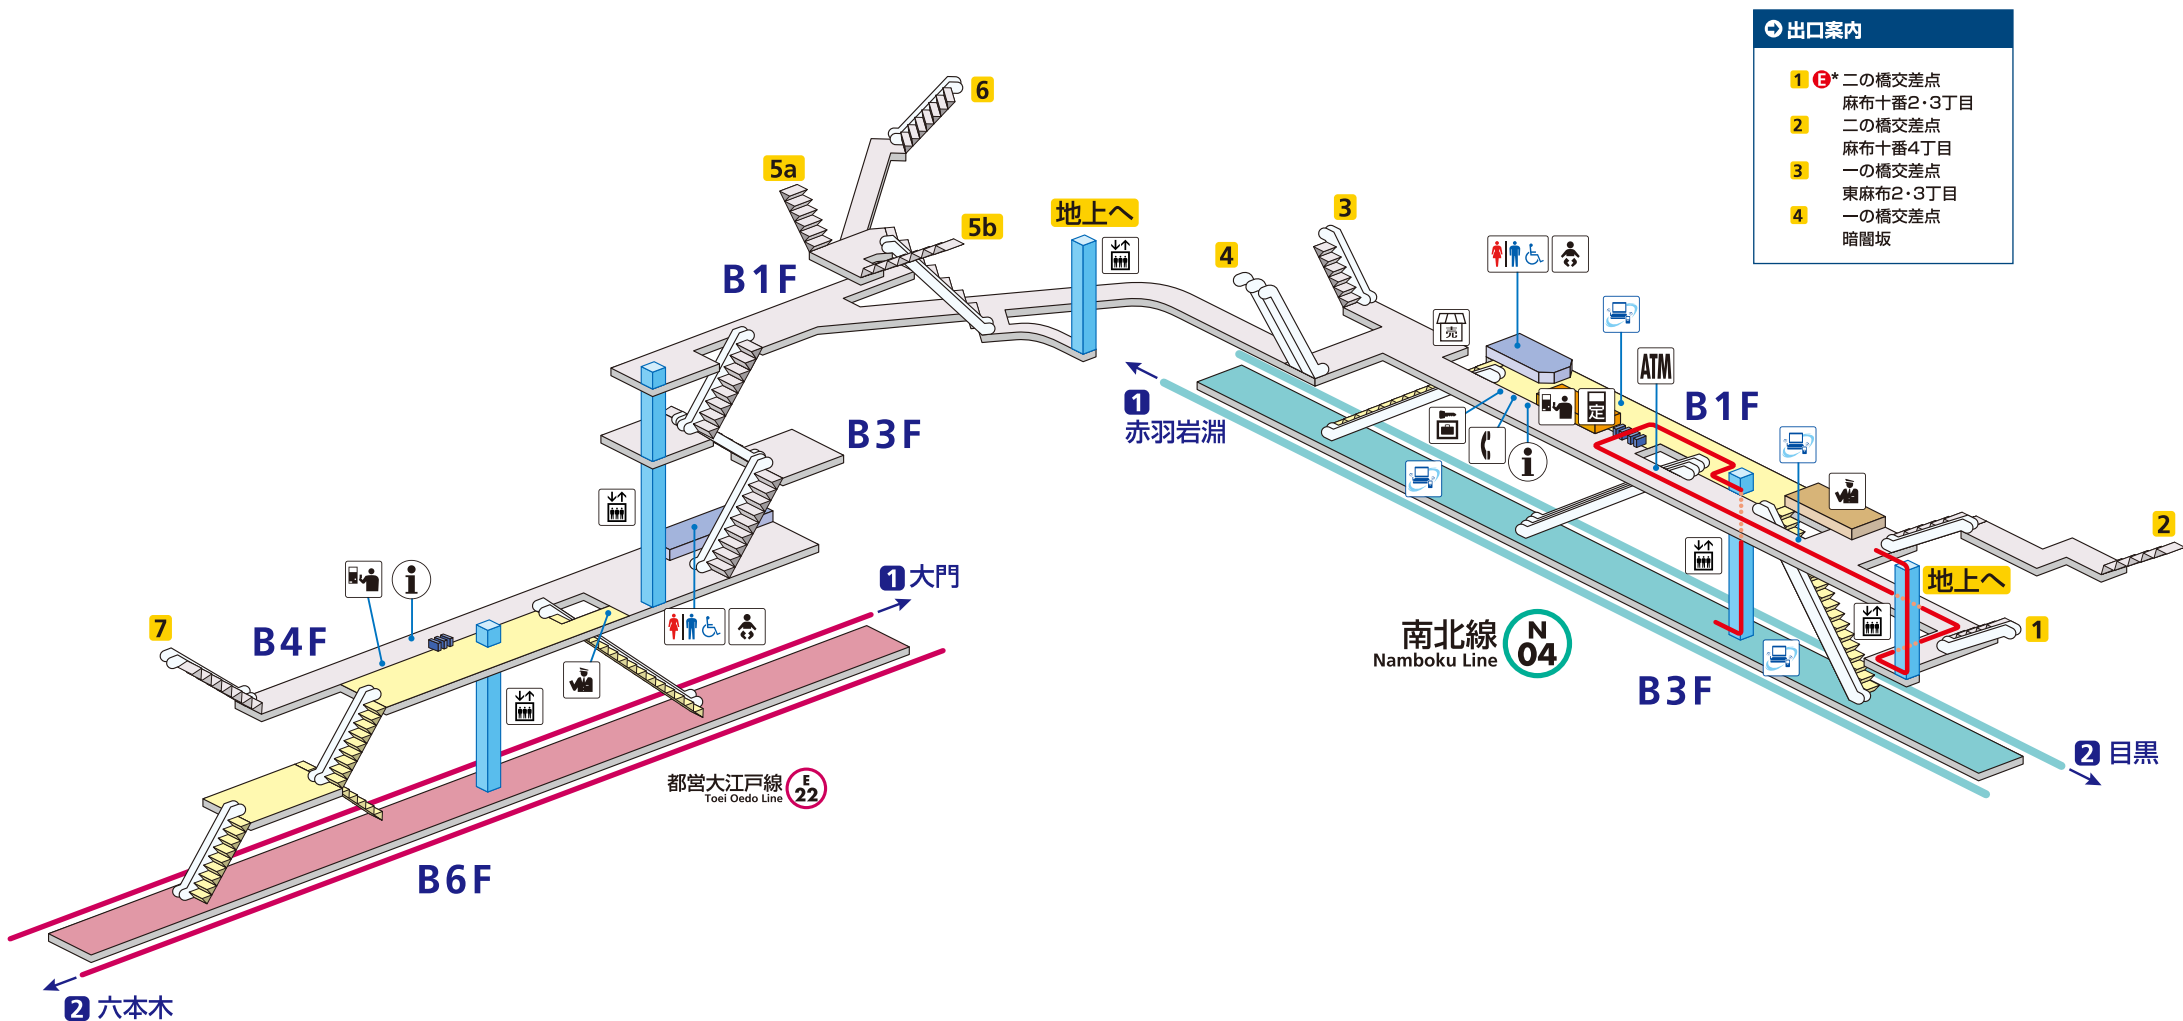 出口案内
1 E* 二の橋交差点
麻布十番2・3丁目
2 二の橋交差点
麻布十番4丁目
3 一の橋交差点
東麻布2・3丁目
4 一の橋交差点
暗闇坂
6
5a
5b
地上へ
B1F
3
4
売
ATM
定
B1F
1
赤羽岩淵
B3F
2
地上へ
1
南北線
Namboku Line
N
04
B3F
2 目黒
1 大門
7
B4F
都営大江戸線
Toei Oedo Line
E
22
B6F
2 六本木